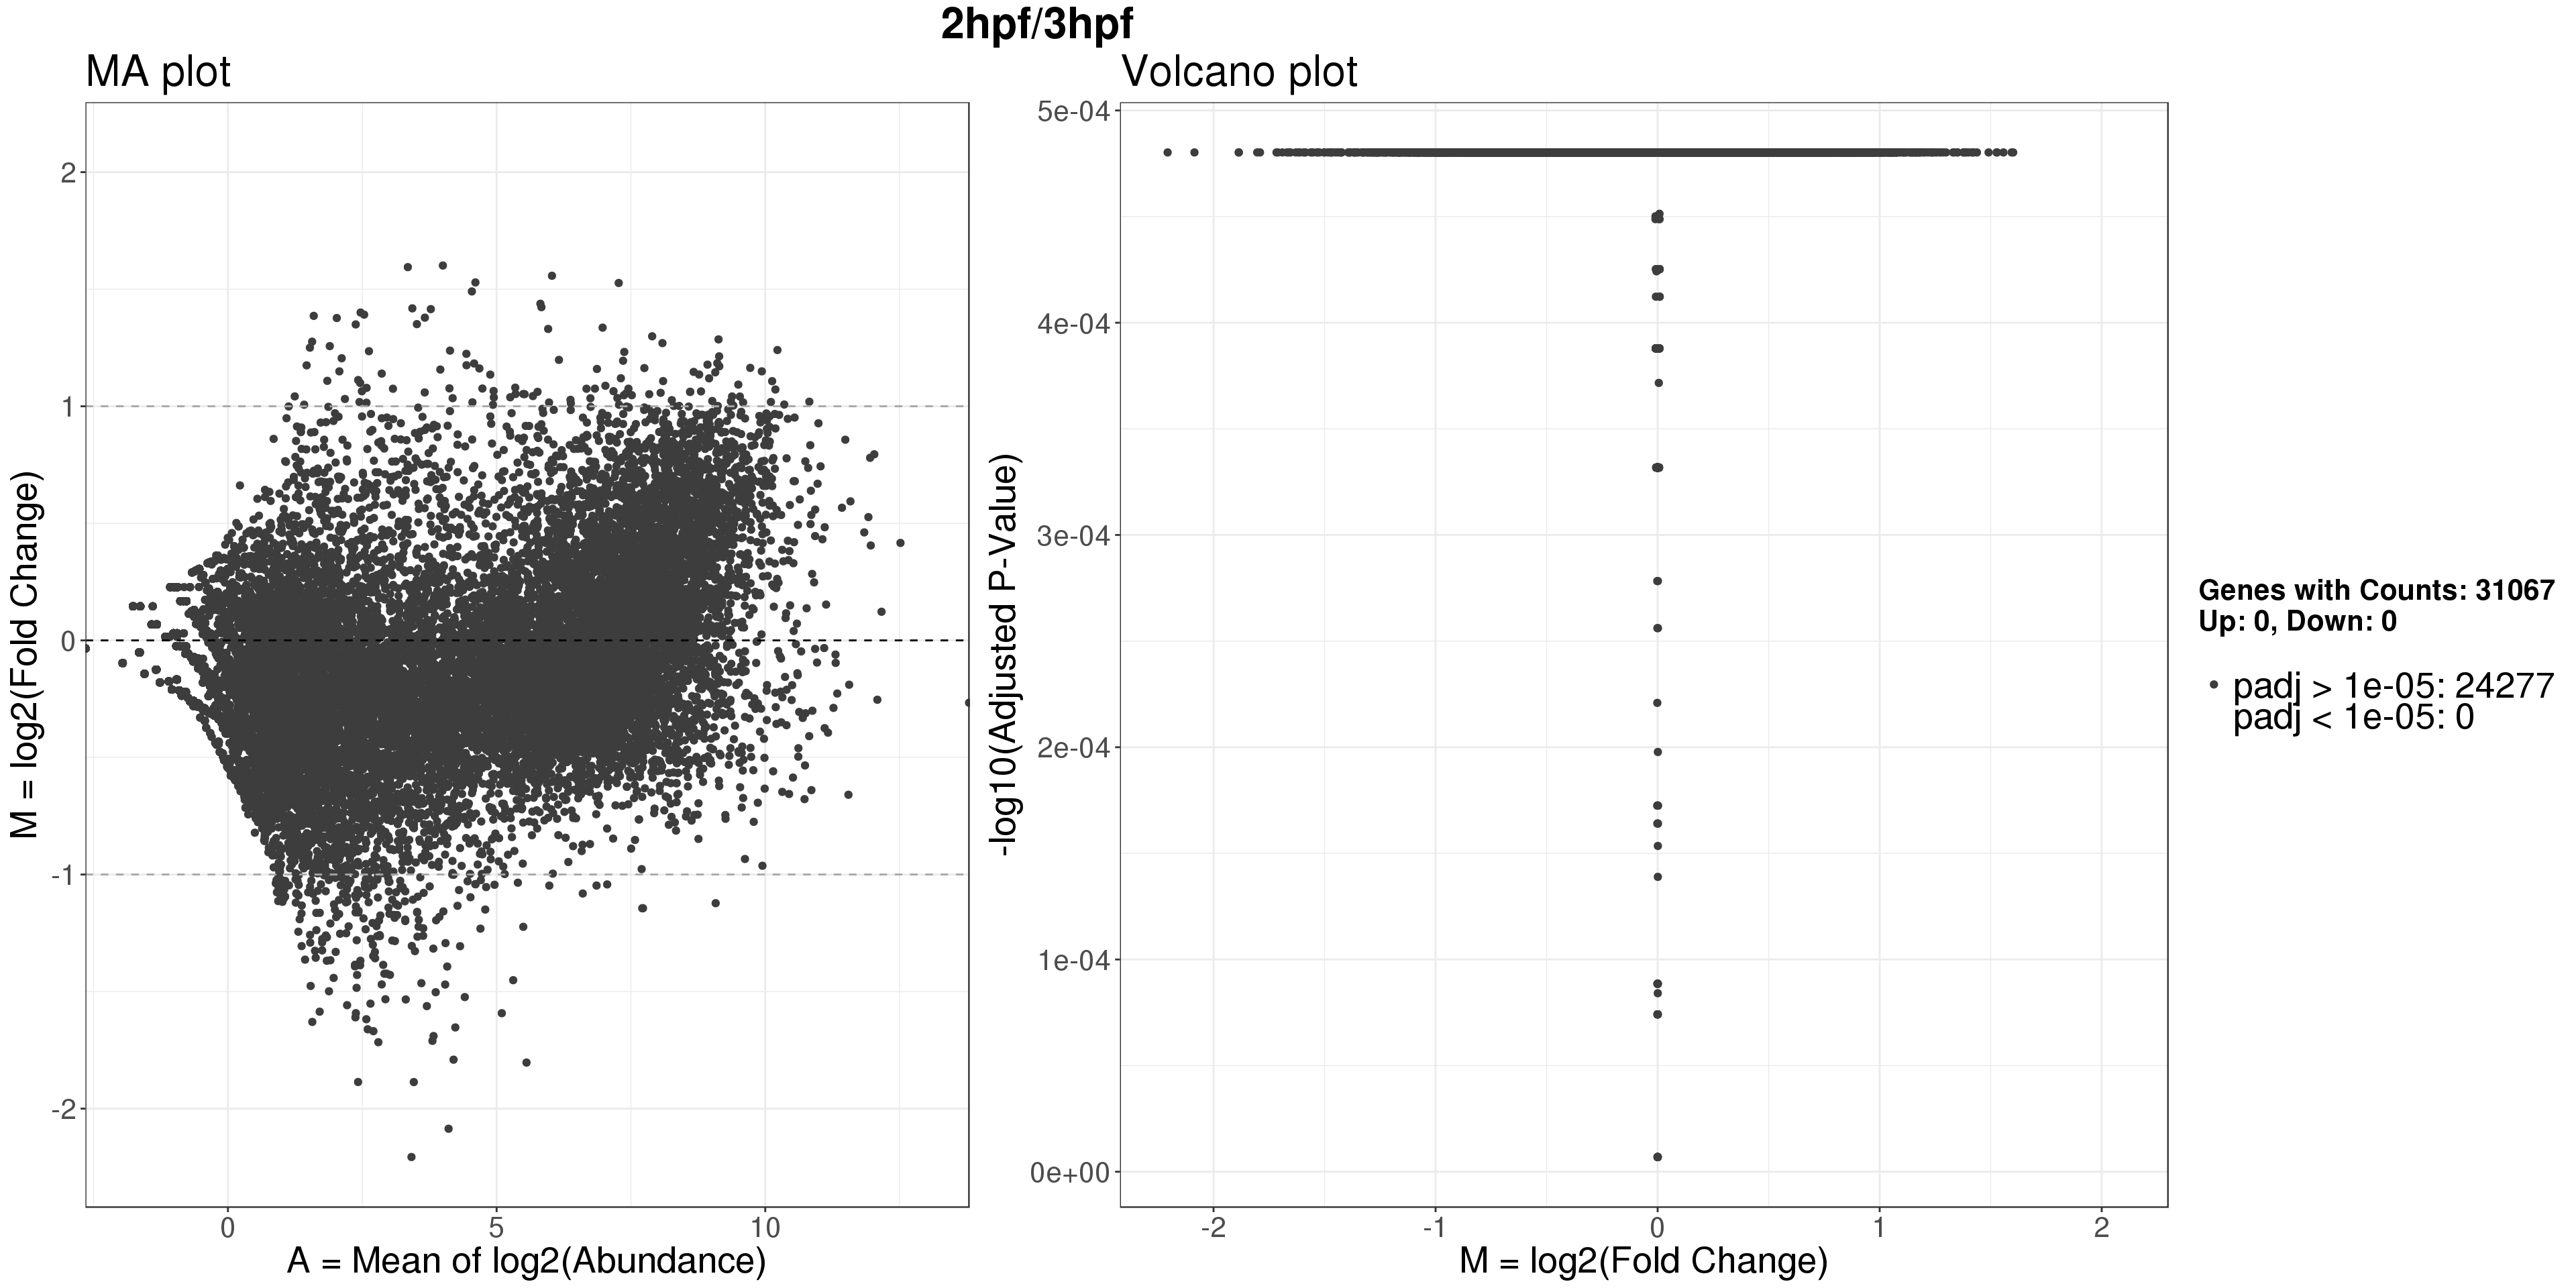 2hpf/3hpf
MA plot
M = log2(Fold Change)
2
1
0
-1
-2
0 5 10
A = Mean of log2(Abundance)
Volcano plot
-log10(Adjusted P-Value)
5e-04
4e-04
3e-04
2e-04
1e-04
0e+00
-2 -1 0 1 2
M = log2(Fold Change)
Genes with Counts: 31067
Up: 0, Down: 0
padj > 1e-05: 24277
padj < 1e-05: 0